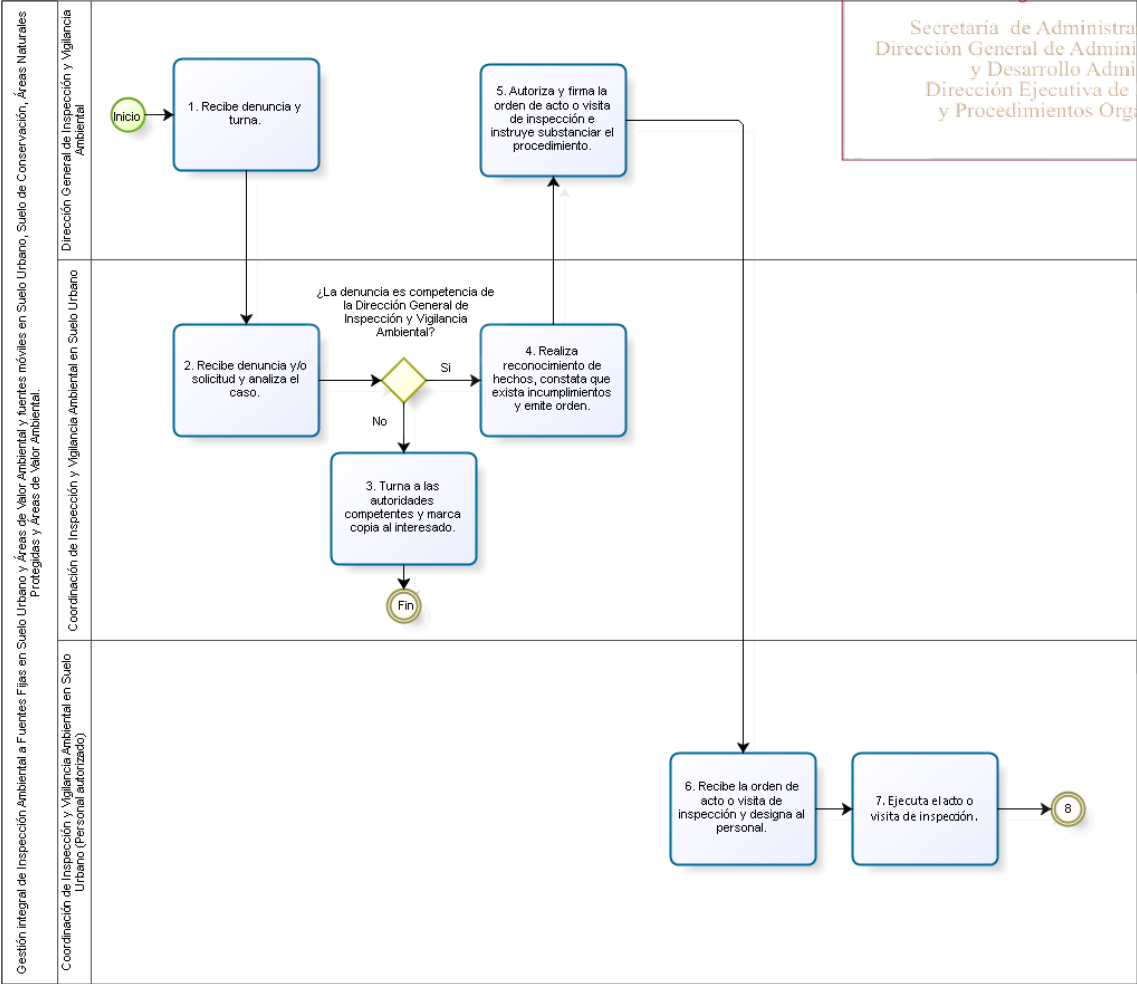 Gestión integral de Inspección Ambiental a Fuentes Fijas en Suelo Urbano y Áreas de Valor Ambiental y fuentes móviles en Suelo Urbano, Suelo de Conservación, Áreas Naturales
Protegidas y Áreas de Valor Ambiental.
Dirección General de Inspección y Vigilancia
Ambiental
Secretaría de Administra
Dirección General de Admini
y Desarrollo Admi
Dirección Ejecutiva de
y Procedimientos Orga
Inicio
1. Recibe denuncia y
turna.
5. Autoriza y firma la
orden de acto o visita
de inspección e
instruye substanciar el
procedimiento.
Coordinación de Inspección y Vigilancia Ambiental en Suelo Urbano
¿La denuncia es competencia de
la Dirección General de
Inspección y Vigilancia
Ambiental?
2. Recibe denuncia y/o
solicitud y analiza el
caso.
Si
4. Realiza
reconocimiento de
hechos, constata que
exista incumplimientos
y emite orden.
No
3. Turna a las
autoridades
competentes y marca
copia al interesado.
Fin
Coordinación de Inspección y Vigilancia Ambiental en Suelo
Urbano (Personal autorizado)
6. Recibe la orden de
acto o visita de
inspección y designa al
personal.
7. Ejecuta el acto o
visita de inspección.
8